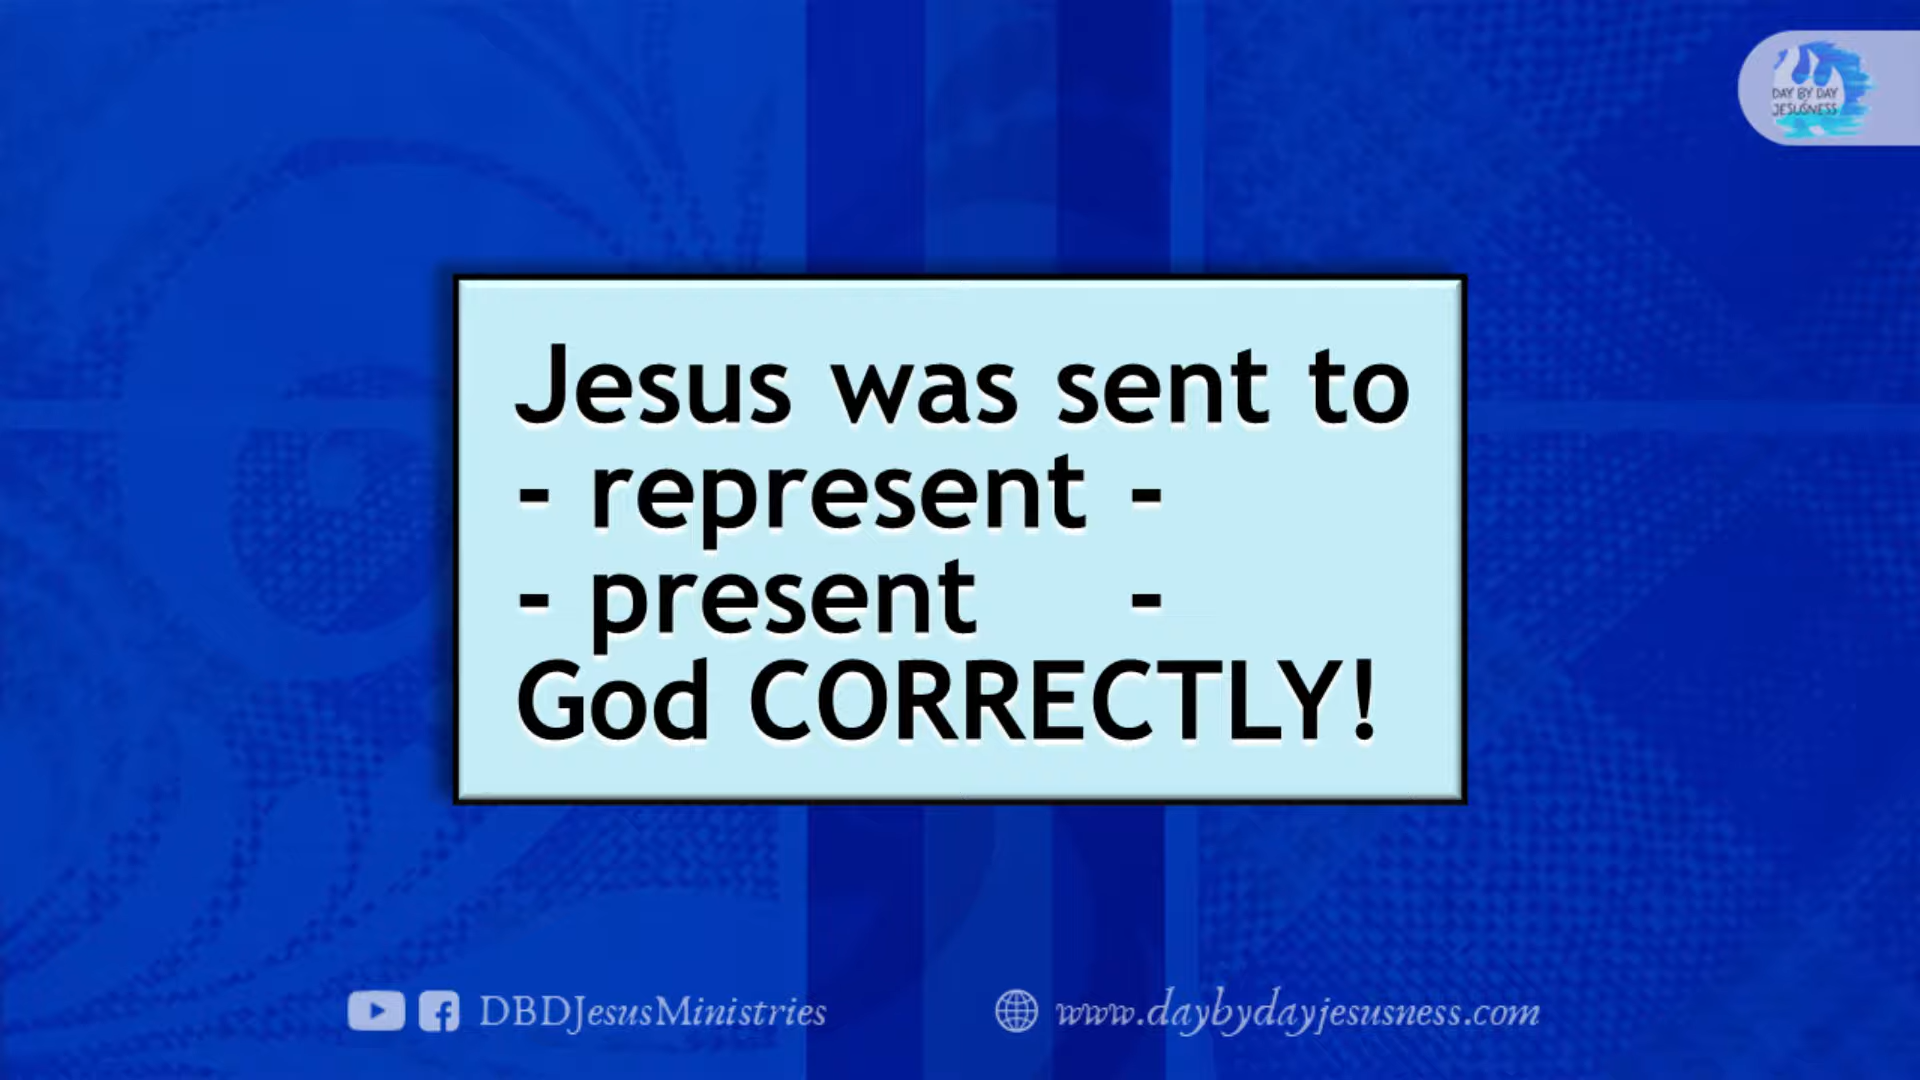 DAY BY DAY
JESUSNESS
Jesus was sent to
- represent -
- present -
God CORRECTLY!
DBDJesusMinistries
www.daybydayjesusness.com